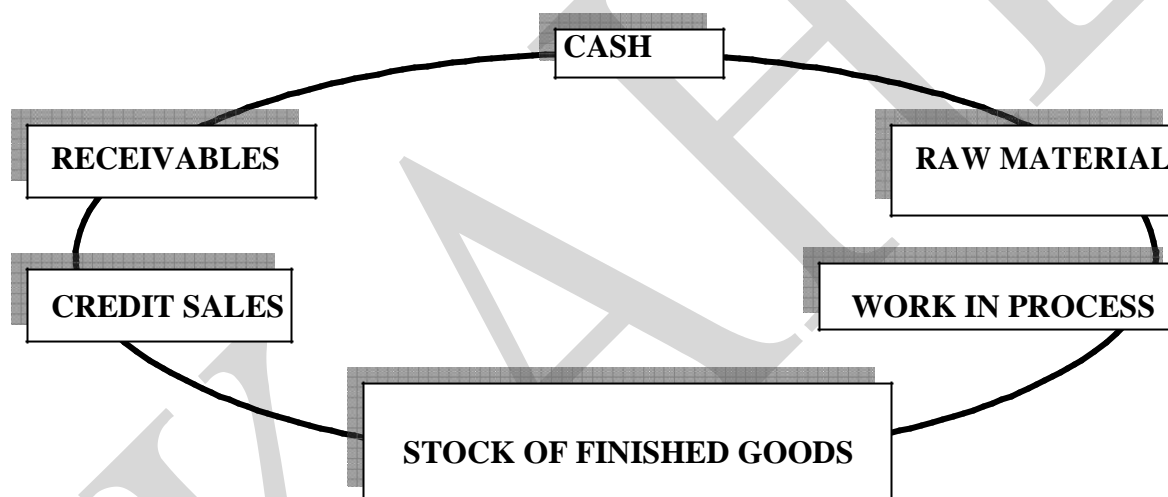 CASH
RECEIVABLES
RAW MATERIAL
CREDIT SALES
WORK IN PROCESS
STOCK OF FINISHED GOODS